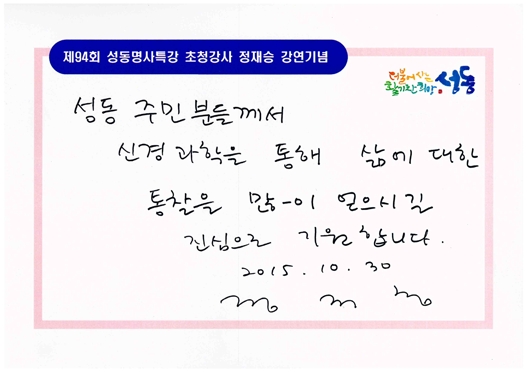 제94회 성동명사특강 초청강사 정재승 강연기념
더불어사는
활기찬희망, 성동
성동 주민분들께서
신경과학을 통해 삶에 대한
통찰을 많이 얻으시길
진심으로 기원합니다.
2015. 10. 30